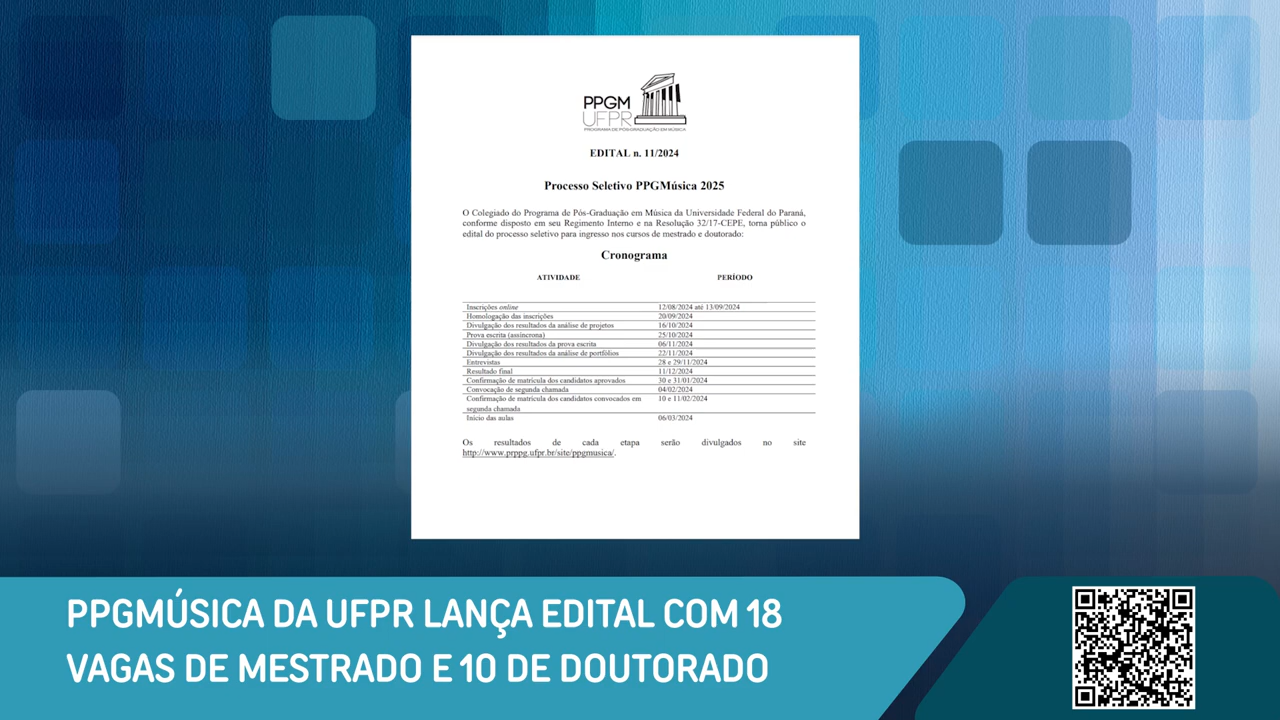 PPGM
UFPR
PROGRAMA DE PÓS-GRADUAÇÃO EM MÚSICA
EDITAL n. 11/2024
Processo Seletivo PPGMúsica 2025
O Colegiado do Programa de Pós-Graduação em Música da Universidade Federal do Paraná,
conforme disposto em seu Regimento Interno e na Resolução 32/17-CEPE, torna público o
edital do processo seletivo para ingresso nos cursos de mestrado e doutorado:
Cronograma
ATIVIDADE PERÍODO
Inscrições online 12/08/2024 até 13/09/2024
Homologação das inscrições 20/09/2024
Divulgação dos resultados da análise de projetos 16/10/2024
Prova escrita (assíncrona) 25/10/2024
Divulgação dos resultados da prova escrita 06/11/2024
Divulgação dos resultados da análise de portfólios 22/11/2024
Entrevistas 28 e 29/11/2024
Resultado final 11/12/2024
Confirmação de matrícula dos candidatos aprovados 30 e 31/01/2024
Convocação de segunda chamada 04/02/2024
Confirmação de matrícula dos candidatos convocados em 10 e 11/02/2024
segunda chamada
Início das aulas 06/03/2024
Os resultados de cada etapa serão divulgados no site
http://www.prppg.ufpr.br/site/ppgmusica/.
PPGMÚSICA DA UFPR LANÇA EDITAL COM 18
VAGAS DE MESTRADO E 10 DE DOUTORADO